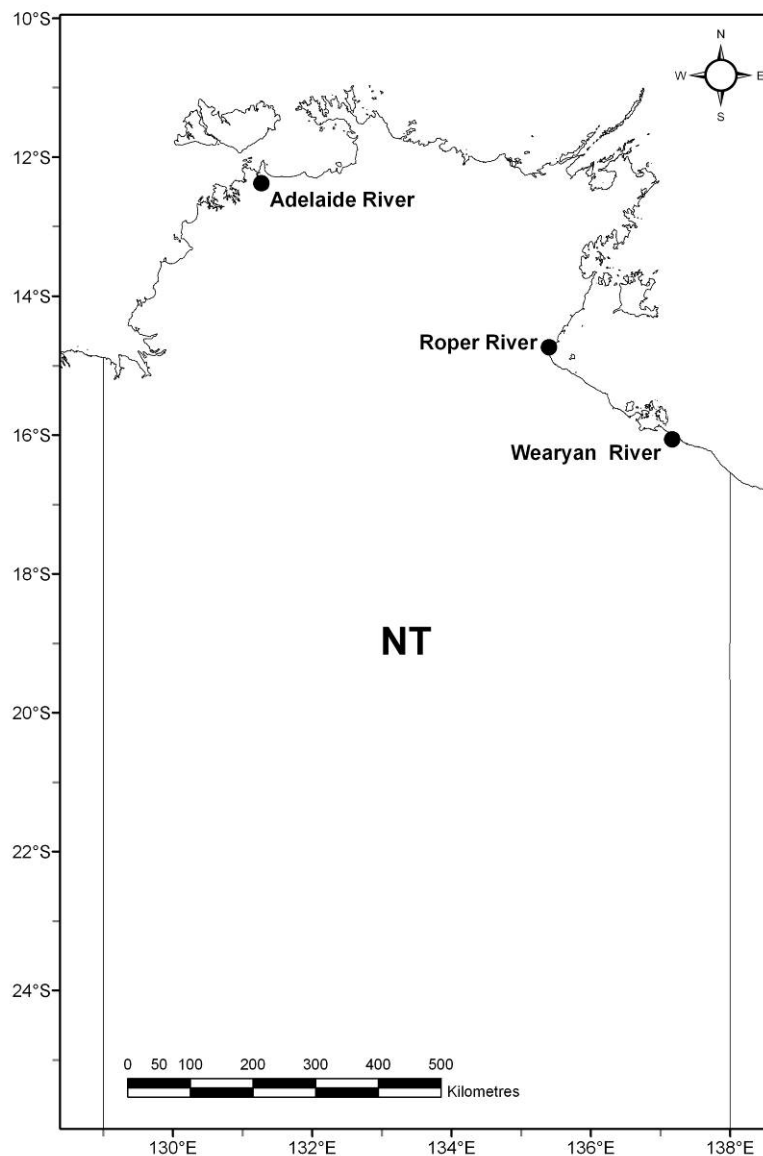 10°S
N
W
E
S
12°S
Adelaide River
14°S
Roper River
16°S
Wearyan River
18°S
NT
20°S
22°S
24°S
0 50 100 200 300 400 500
Kilometres
130°E 132°E 134°E 136°E 138°E